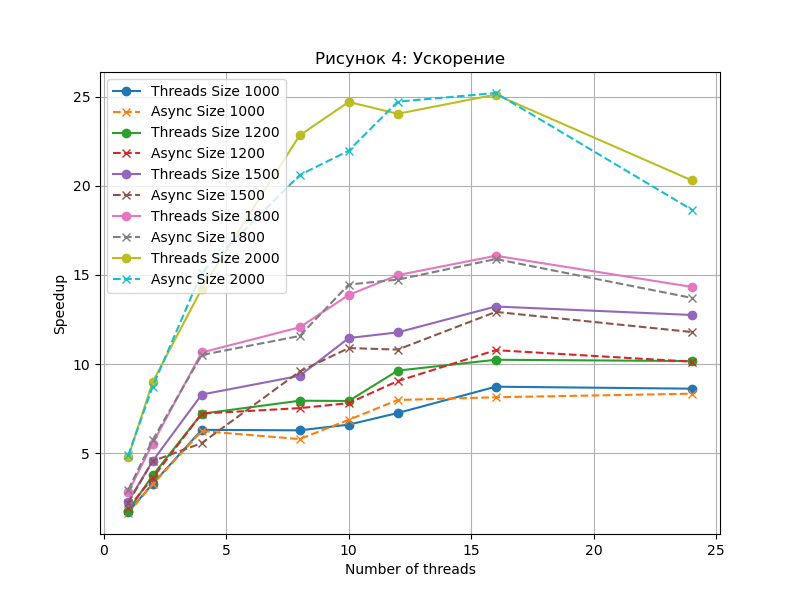 Рисунок 4: Ускорение
Threads Size 1000
Async Size 1000
Threads Size 1200
Async Size 1200
Threads Size 1500
Async Size 1500
Threads Size 1800
Async Size 1800
Threads Size 2000
Async Size 2000
25
20
15
10
5
Speedup
0 5 10 15 20 25
Number of threads